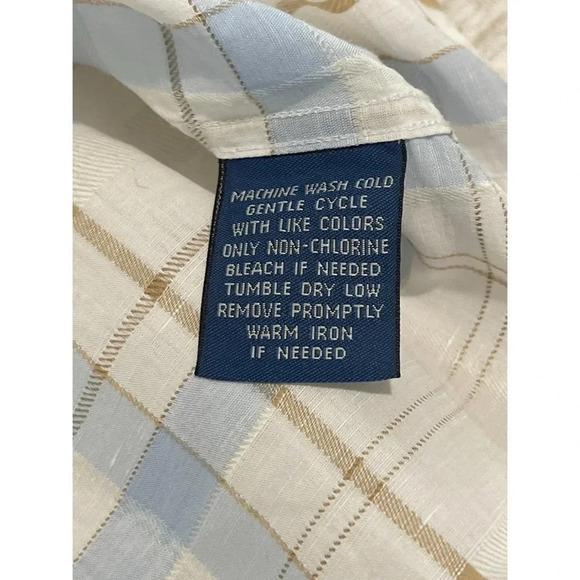 MACHINE WASH COLD
GENTLE CYCLE
WITH LIKE COLORS
ONLY NON-CHLORINE
BLEACH IF NEEDED
TUMBLE DRY LOW
REMOVE PROMPTLY
WARM IRON
IF NEEDED